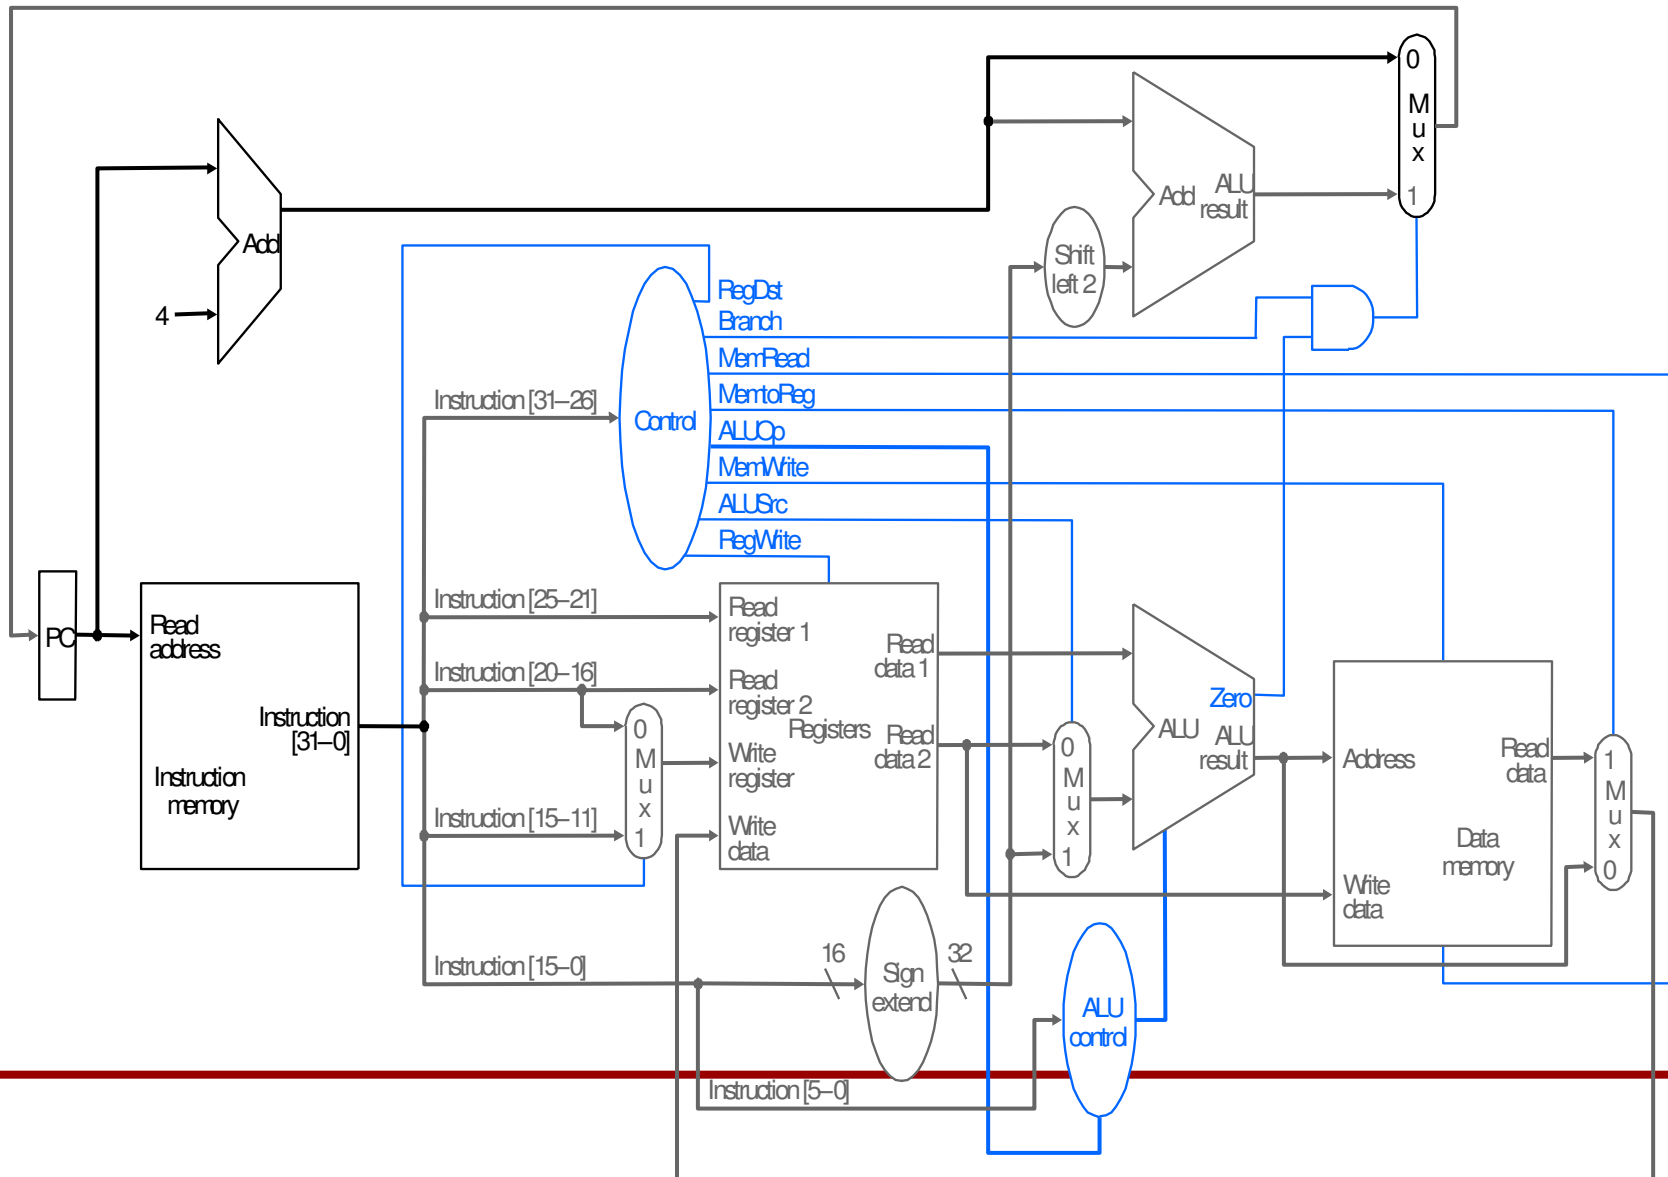 0
M
u
x
1
Add
ALU
result
Add
Shift
left 2
4
RegDst
Branch
MemRead
MemtoReg
ALUOp
MemWrite
ALUSrc
RegWrite
Control
Instruction [31–26]
Instruction [25–21]
Instruction [20–16]
Instruction [15–11]
Instruction [15–0]
Instruction [5–0]
PC
Read
address
Instruction
[31–0]
Instruction
memory
0
M
u
x
1
Read
register 1
Read
register 2
Write
register
Write
data
Registers
Read
data 1
Read
data 2
0
M
u
x
1
Zero
ALU
ALU
result
Address
Read
data
Data
memory
Write
data
1
M
u
x
0
16
Sign
extend
32
ALU
control